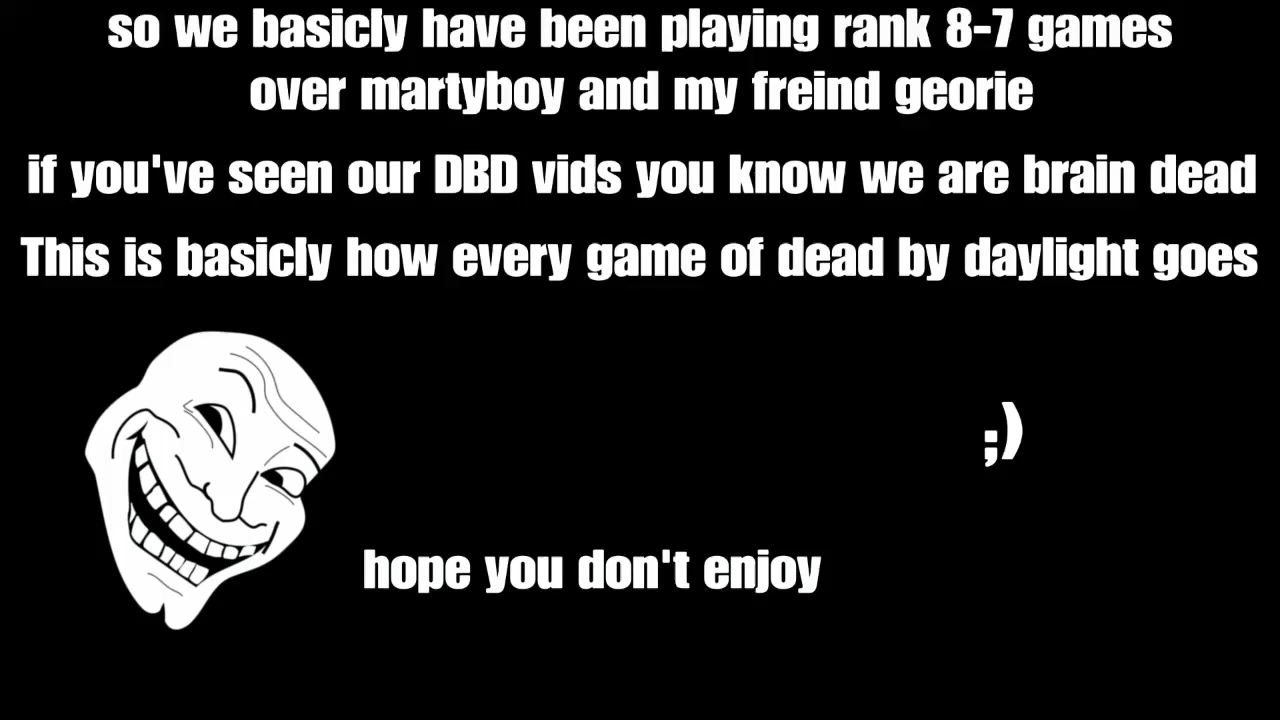 so we basicly have been playing rank 8-7 games
over martyboy and my freind georie
if you've seen our DBD vids you know we are brain dead
This is basicly how every game of dead by daylight goes
;)
hope you don't enjoy